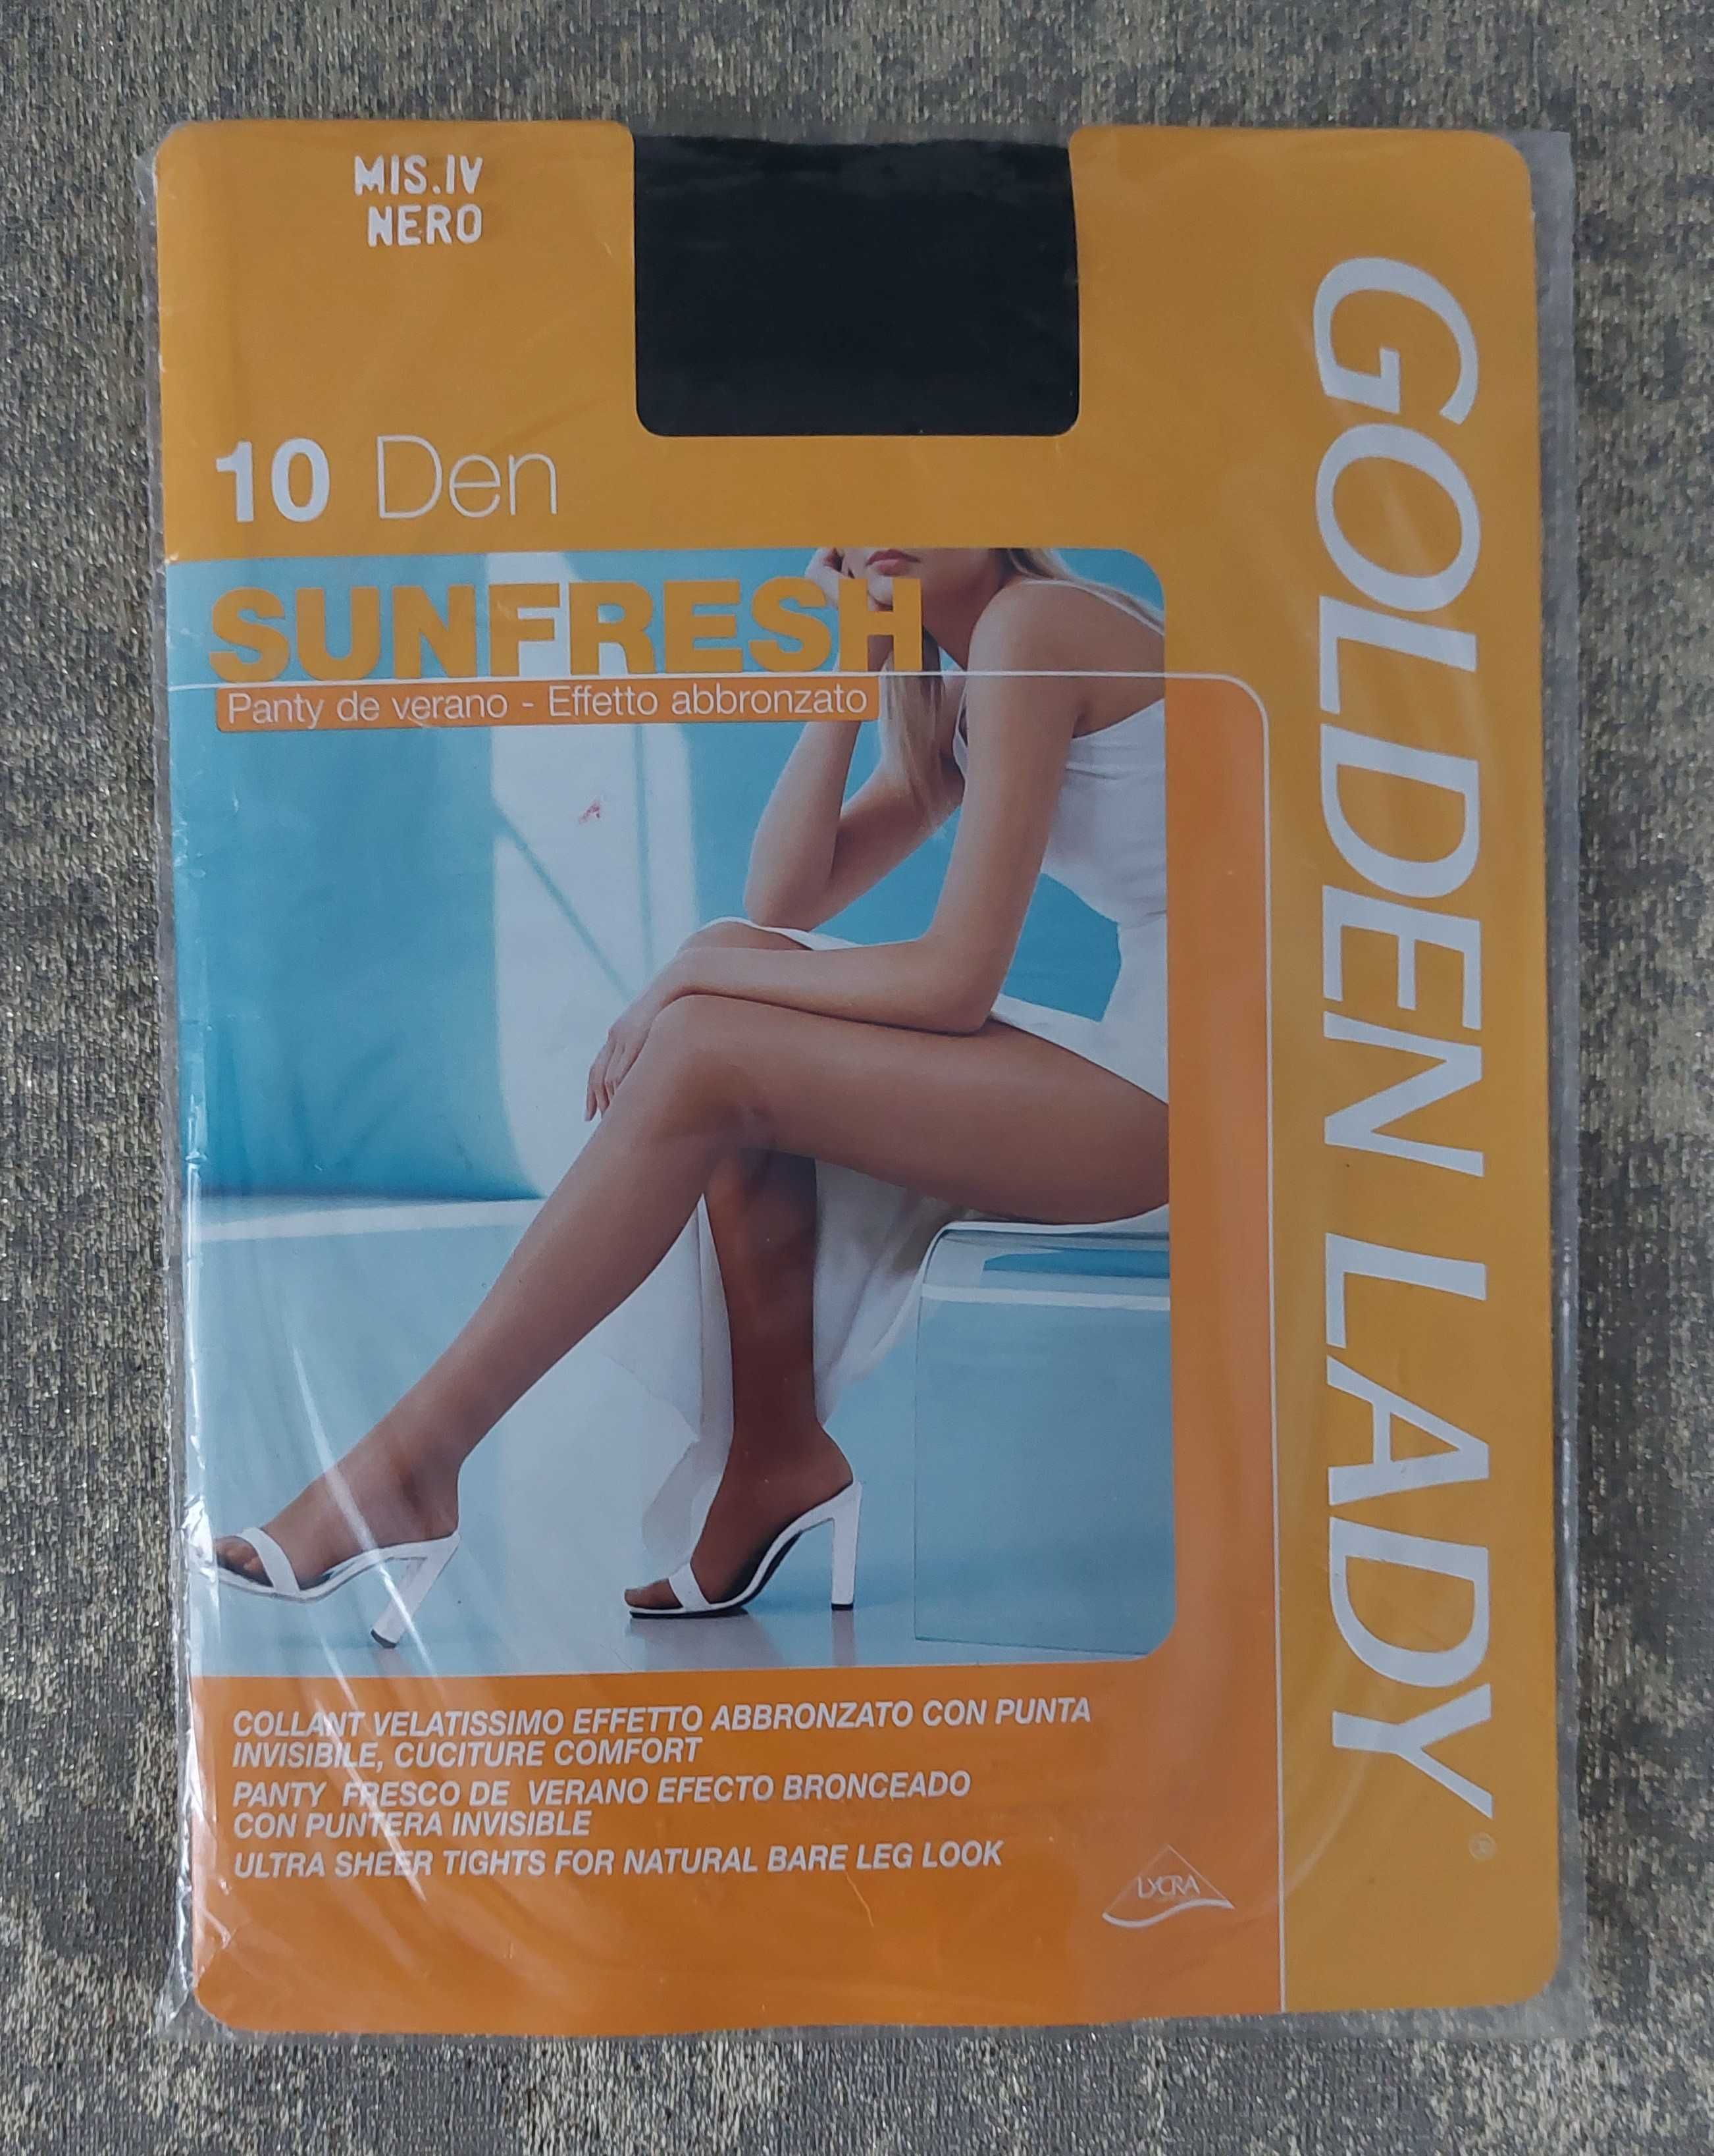 MIS.IV
NERO
10 Den
SUNFRESH
Panty de verano - Effetto abbronzato
GOLDEN LADY ®
COLLANT VELATISSIMO EFFETTO ABBRONZATO CON PUNTA
INVISIBILE, CUCITURE COMFORT
PANTY FRESCO DE VERANO EFECTO BRONCEADO
CON PUNTERA INVISIBLE
ULTRA SHEER TIGHTS FOR NATURAL BARE LEG LOOK
LYCRA